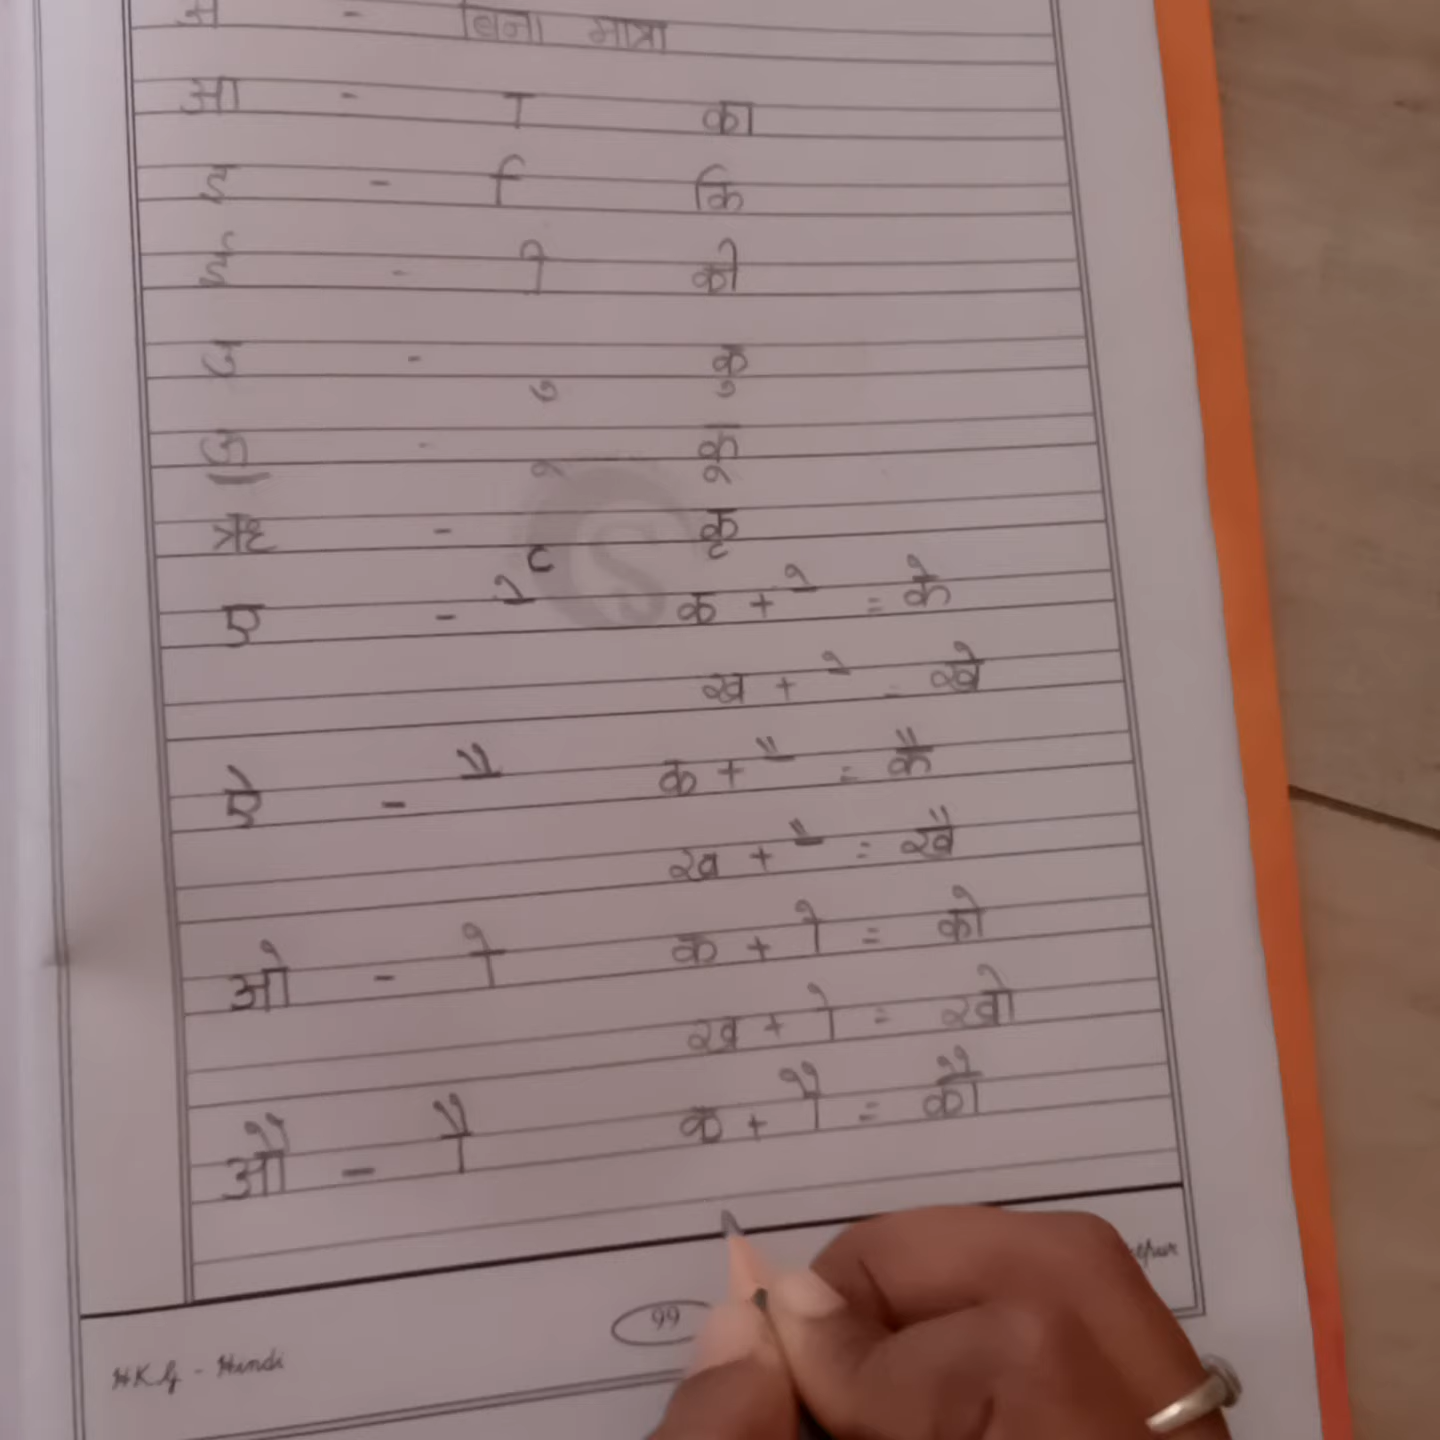 अ - बिना मात्रा
आ - ा का
इ - ि कि
ई - ी की
उ - ु कु
ऊ - ू कू
ऋ - ृ कृ
ए - े क + े = के
ख + े = खे
ऐ - ै क + ै = कै
ख + ै = खै
ओ - ो क + ो = को
ख + ो = खो
औ - ौ क + ौ = कौ
99
HKG - Hindi